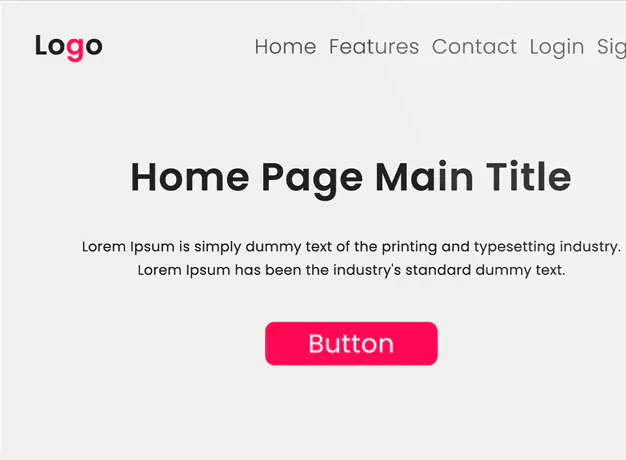 Logo Home Features Contact Login Sig
Home Page Main Title
Lorem Ipsum is simply dummy text of the printing and typesetting industry.
Lorem Ipsum has been the industry's standard dummy text.
Button